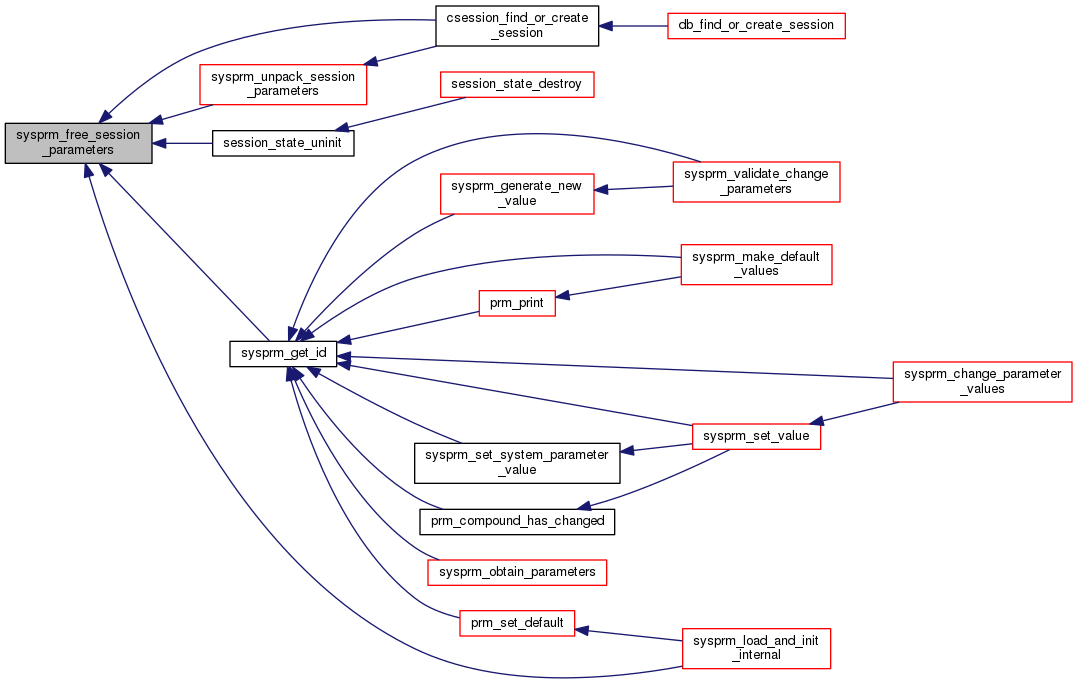 csession_find_or_create
_session
db_find_or_create_session
sysprm_unpack_session
_parameters
session_state_destroy
sysprm_free_session
_parameters
session_state_uninit
sysprm_validate_change
_parameters
sysprm_generate_new
_value
sysprm_make_default
_values
prm_print
sysprm_get_id
sysprm_change_parameter
_values
sysprm_set_value
sysprm_set_system_parameter
_value
prm_compound_has_changed
sysprm_obtain_parameters
prm_set_default
sysprm_load_and_init
_internal